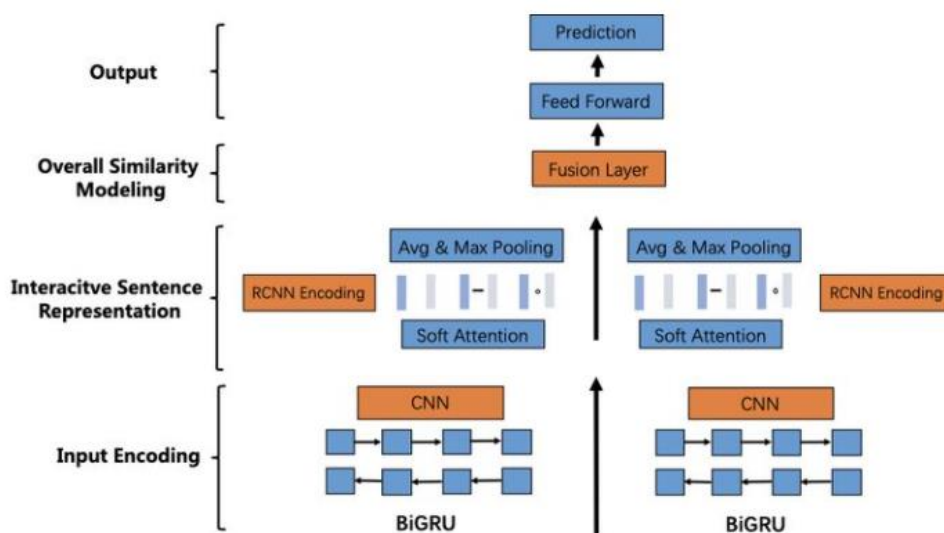 Prediction
Output
Feed Forward
Overall Similarity
Modeling
Fusion Layer
Avg & Max Pooling
Avg & Max Pooling
Interacitve Sentence
Representation
RCNN Encoding
RCNN Encoding
Soft Attention
Soft Attention
CNN
CNN
Input Encoding
BiGRU
BiGRU